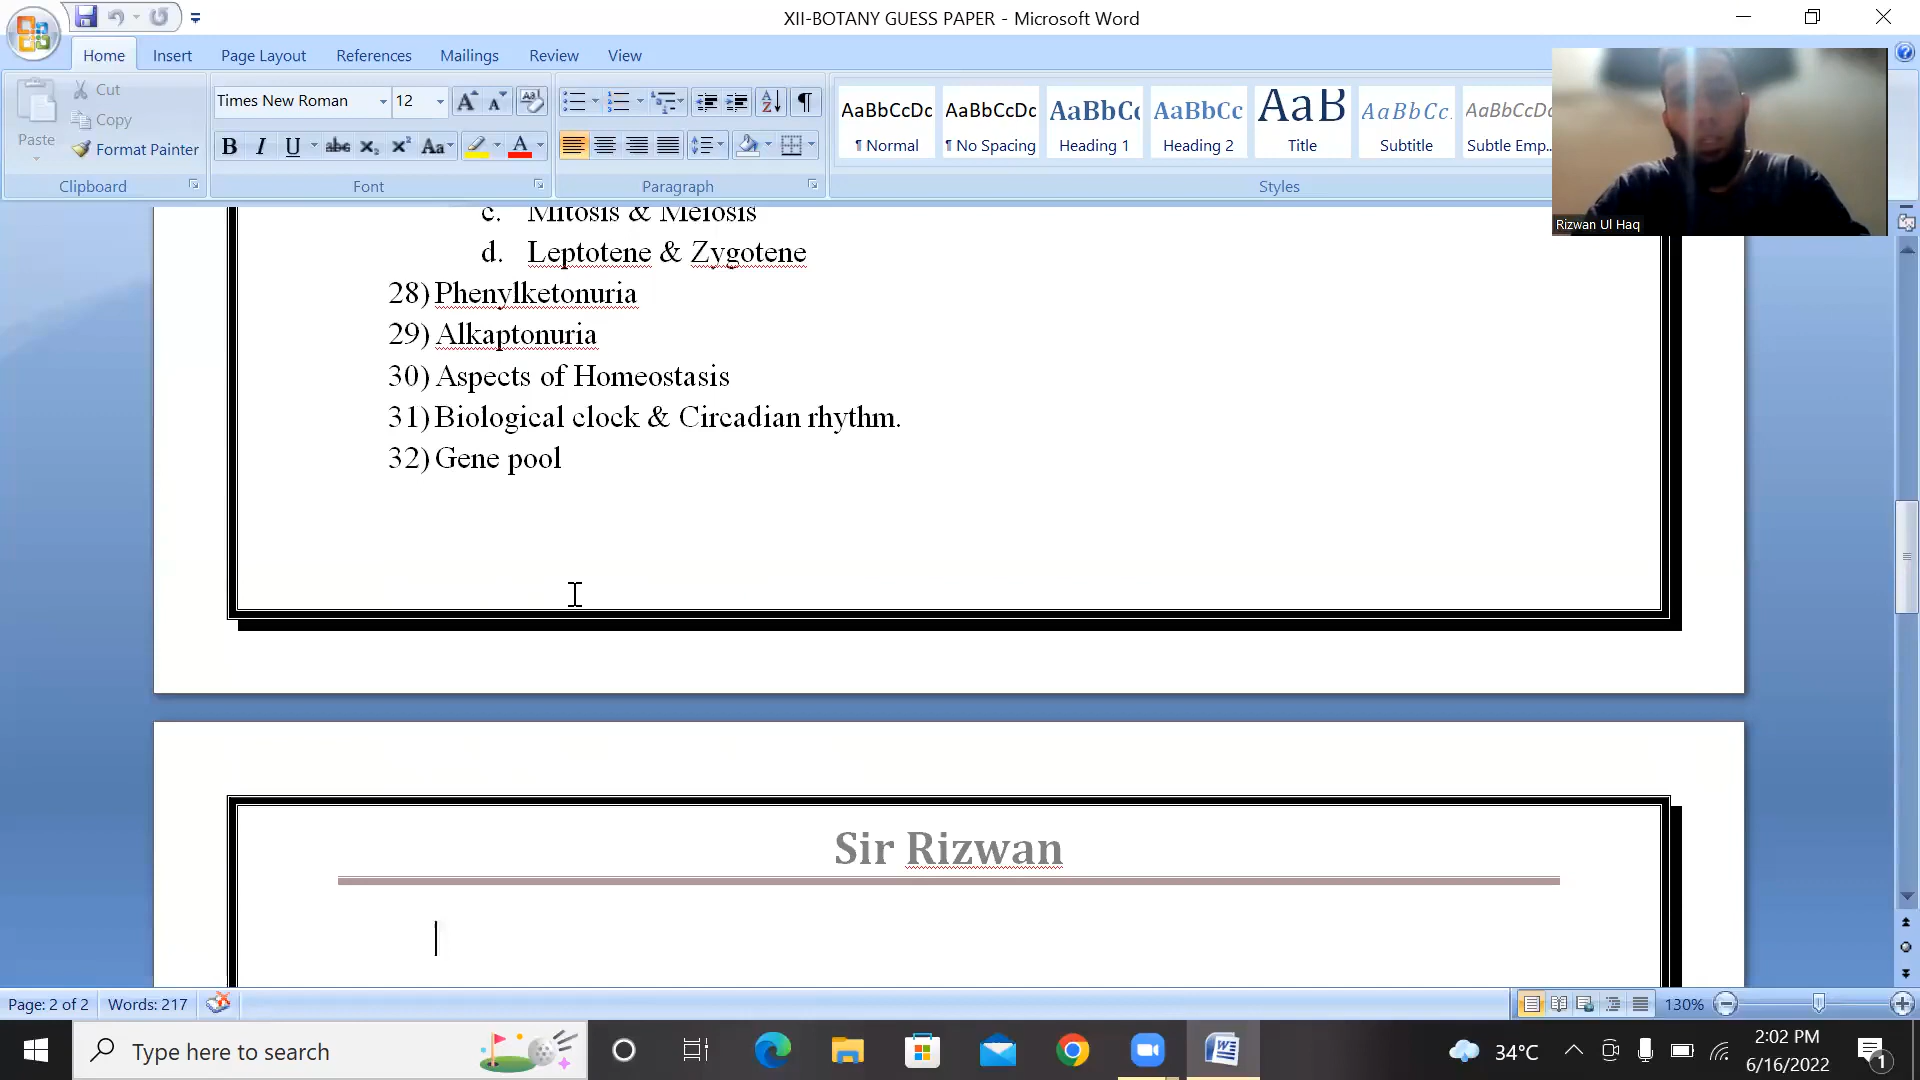 XII-BOTANY GUESS PAPER - Microsoft Word
Home Insert Page Layout References Mailings Review View
Paste
Cut
Copy
Format Painter
Clipboard
Times New Roman 12
Font
Paragraph
AaBbCcDc AaBbCcDc AaBbCc AaBbCc AaB AaBbCc. AaBbCcDc
¶ Normal ¶ No Spacing Heading 1 Heading 2 Title Subtitle Subtle Emp...
Styles
Rizwan Ul Haq
c. Mitosis & Meiosis
d. Leptotene & Zygotene
28) Phenylketonuria
29) Alkaptonuria
30) Aspects of Homeostasis
31) Biological clock & Circadian rhythm.
32) Gene pool
Sir Rizwan
Page: 2 of 2 Words: 217 130%
Type here to search
34°C
2:02 PM
6/16/2022
1